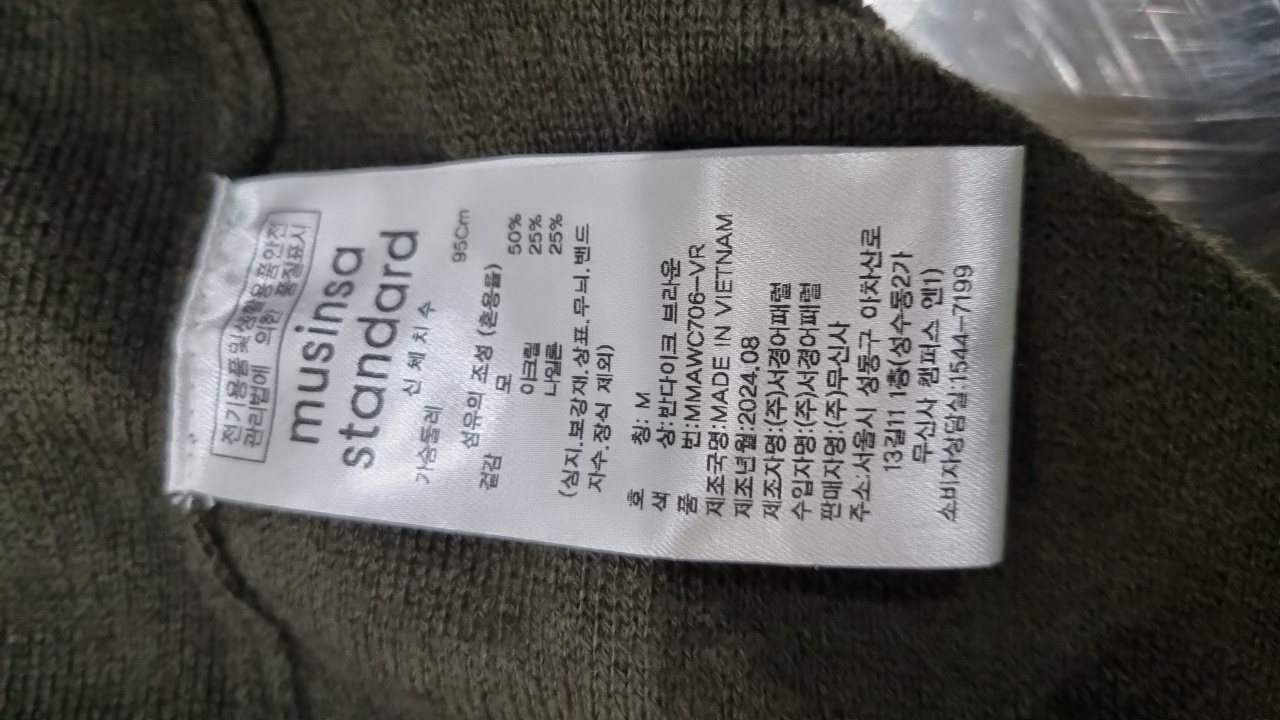 전기용품및생활용품안전
관리법에 의한 품질표시
musinsa
standard
신체치수
가슴둘레 95Cm
섬유의 조성 (혼용율)
겉감 모 50%
아크릴 25%
나일론 25%
(심지.보강재.상표.무늬.밴드
자수.장식 제외)
호 칭: M
색 상:반다이크 브라운
품 번:MMAWC706-VR
제조국명:MADE IN VIETNAM
제조년월:2024.08
제조자명:(주)서경어패럴
수입자명:(주)서경어패럴
판매자명:(주)무신사
주소:서울시 성동구 아차산로
13길11 1층(성수동2가
무신사 캠퍼스 엔1)
소비자상담실:1544-7199